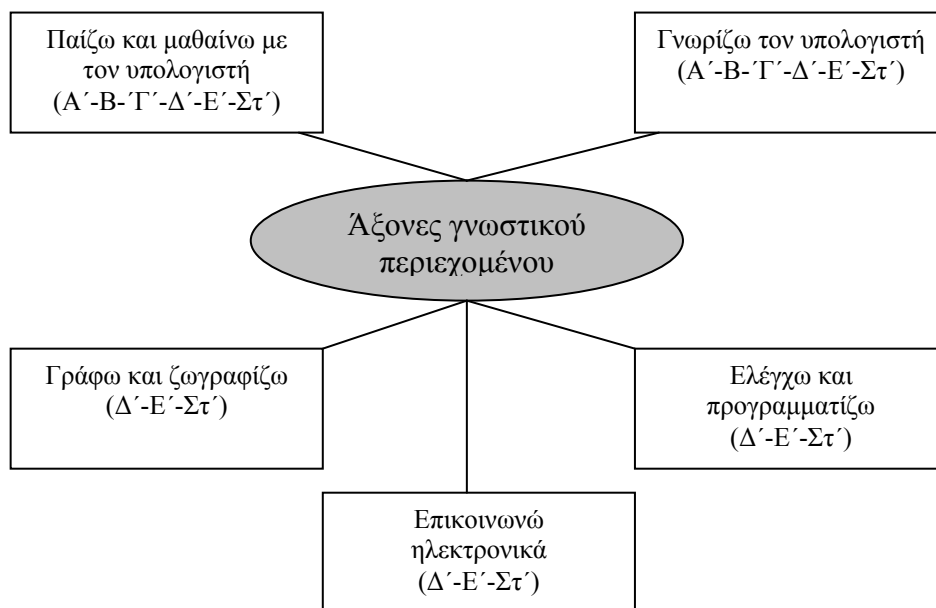 Παίζω και μαθαίνω με
τον υπολογιστή
(Α΄-Β-΄Γ΄-Δ΄-Ε΄-Στ΄)
Γνωρίζω τον υπολογιστή
(Α΄-Β-΄Γ΄-Δ΄-Ε΄-Στ΄)
Άξονες γνωστικού
περιεχομένου
Γράφω και ζωγραφίζω
(Δ΄-Ε΄-Στ΄)
Ελέγχω και
προγραμματίζω
(Δ΄-Ε΄-Στ΄)
Επικοινωνώ
ηλεκτρονικά
(Δ΄-Ε΄-Στ΄)